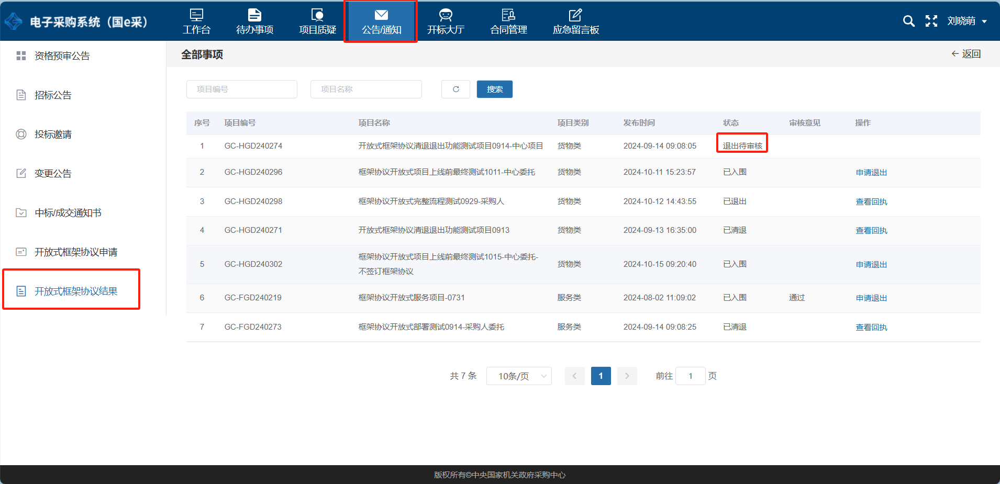 电子采购系统（国e采）
工作台 待办事项 项目质疑 公告/通知 开标大厅 合同管理 应急留言板 刘晓萌
资格预审公告
招标公告
投标邀请
变更公告
中标/成交通知书
开放式框架协议申请
开放式框架协议结果
全部事项 返回
项目编号 项目名称 搜索
序号 项目编号 项目名称 项目类别 发布时间 状态 审核意见 操作
1 GC-HGD240274 开放式框架协议清退退出功能测试项目0914-中心项目 货物类 2024-09-14 09:08:05 退出待审核
2 GC-HGD240296 框架协议开放式项目上线前最终测试1011-中心委托 货物类 2024-10-11 15:23:57 已入围 申请退出
3 GC-HGD240298 框架协议开放式完整流程测试0929-采购人 货物类 2024-10-12 14:43:55 已退出 查看回执
4 GC-HGD240271 开放式框架协议清退退出功能测试项目0913 货物类 2024-09-13 16:35:00 已清退 查看回执
5 GC-HGD240302 框架协议开放式项目上线前最终测试1015-中心委托- 货物类 2024-10-15 09:20:40 已入围 申请退出
不签订框架协议
6 GC-FGD240219 框架协议开放式服务项目-0731 服务类 2024-08-02 11:09:02 已入围 通过 申请退出
7 GC-FGD240273 框架协议开放式部署测试0914-采购人委托 服务类 2024-09-14 09:08:25 已清退 查看回执
共 7 条 10条/页 1 前往 1 页
版权所有©中央国家机关政府采购中心